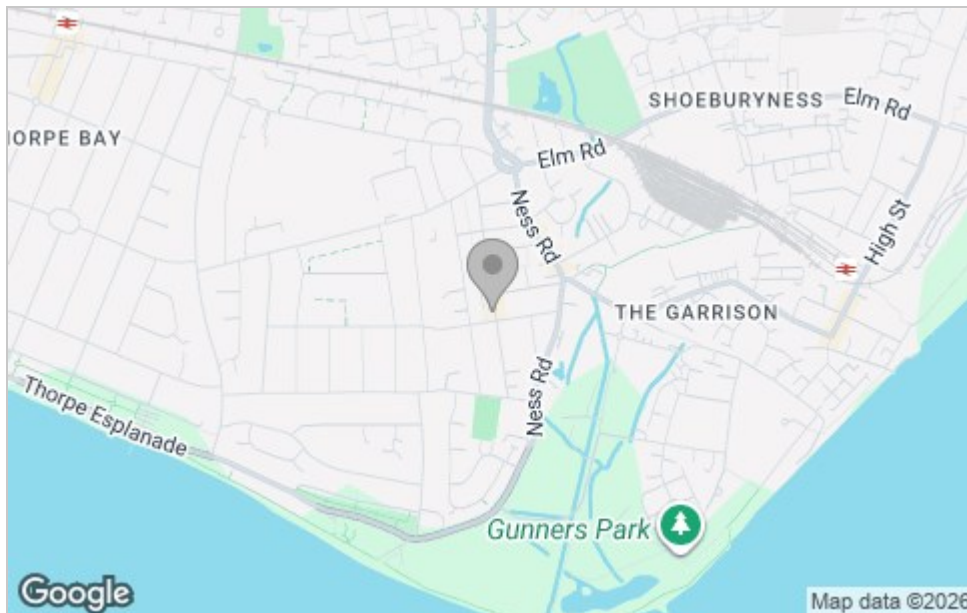 SHOEBURYNESS
Elm Rd
HORPE BAY
Elm Rd
Ness Rd
High St
THE GARRISON
Ness Rd
Thorpe Esplanade
Gunners Park
Google
Map data ©2026